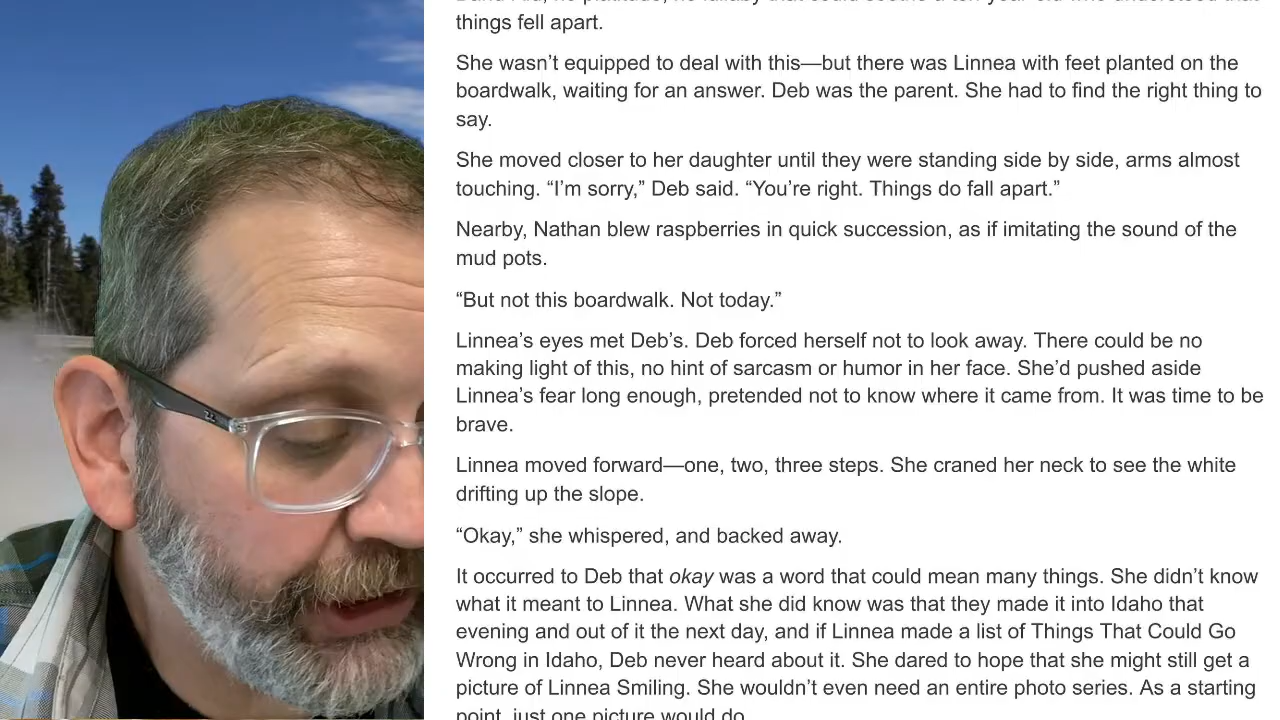 things fell apart.
She wasn’t equipped to deal with this—but there was Linnea with feet planted on the
boardwalk, waiting for an answer. Deb was the parent. She had to find the right thing to
say.
She moved closer to her daughter until they were standing side by side, arms almost
touching. “I’m sorry,” Deb said. “You’re right. Things do fall apart.”
Nearby, Nathan blew raspberries in quick succession, as if imitating the sound of the
mud pots.
“But not this boardwalk. Not today.”
Linnea’s eyes met Deb’s. Deb forced herself not to look away. There could be no
making light of this, no hint of sarcasm or humor in her face. She’d pushed aside
Linnea’s fear long enough, pretended not to know where it came from. It was time to be
brave.
Linnea moved forward—one, two, three steps. She craned her neck to see the white
drifting up the slope.
“Okay,” she whispered, and backed away.
It occurred to Deb that okay was a word that could mean many things. She didn’t know
what it meant to Linnea. What she did know was that they made it into Idaho that
evening and out of it the next day, and if Linnea made a list of Things That Could Go
Wrong in Idaho, Deb never heard about it. She dared to hope that she might still get a
picture of Linnea Smiling. She wouldn’t even need an entire photo series. As a starting
point, just one picture would do.